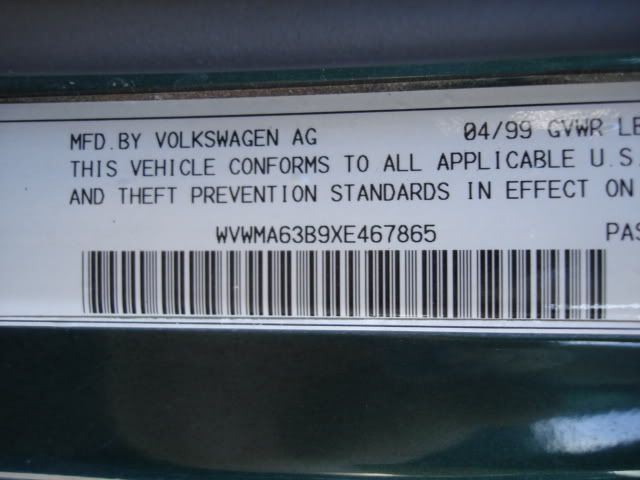 MFD.BY VOLKSWAGEN AG 04/99 GVWR LB
THIS VEHICLE CONFORMS TO ALL APPLICABLE U.S.
AND THEFT PREVENTION STANDARDS IN EFFECT ON
WVWMA63B9XE467865 PAS